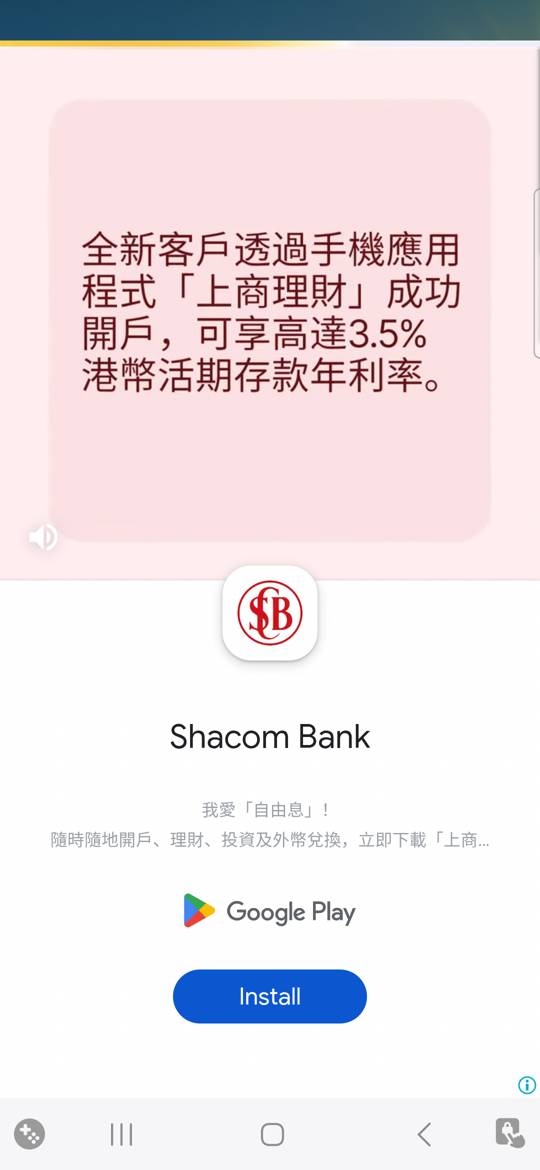 全新客戶透過手機應用
程式「上商理財」成功
開戶，可享高達3.5%
港幣活期存款年利率。
SCB
Shacom Bank
我愛「自由息」！
隨時隨地開戶、理財、投資及外幣兌換，立即下載「上商...
Google Play
Install